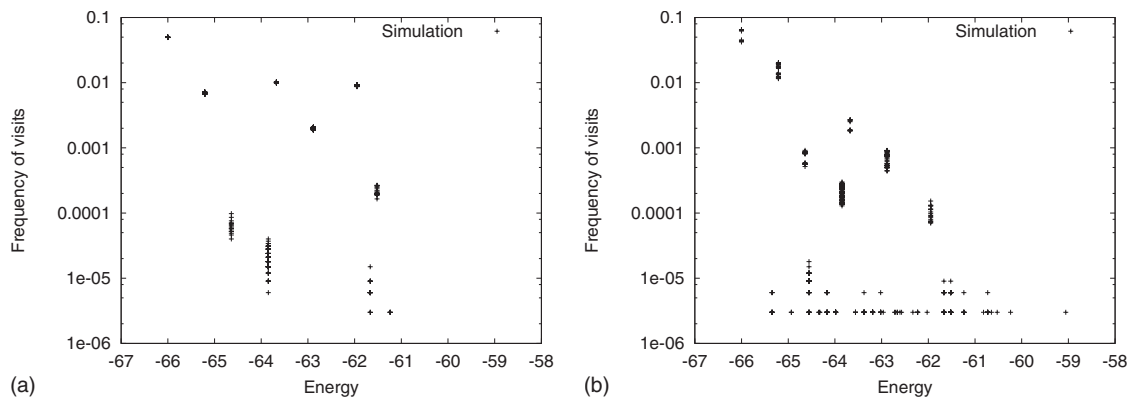 0.1
0.01
0.001
0.0001
1e-05
1e-06
Frequency of visits
Simulation
-67 -66 -65 -64 -63 -62 -61 -60 -59 -58
Energy
(a)
0.1
0.01
0.001
0.0001
1e-05
1e-06
Frequency of visits
Simulation
-67 -66 -65 -64 -63 -62 -61 -60 -59 -58
Energy
(b)